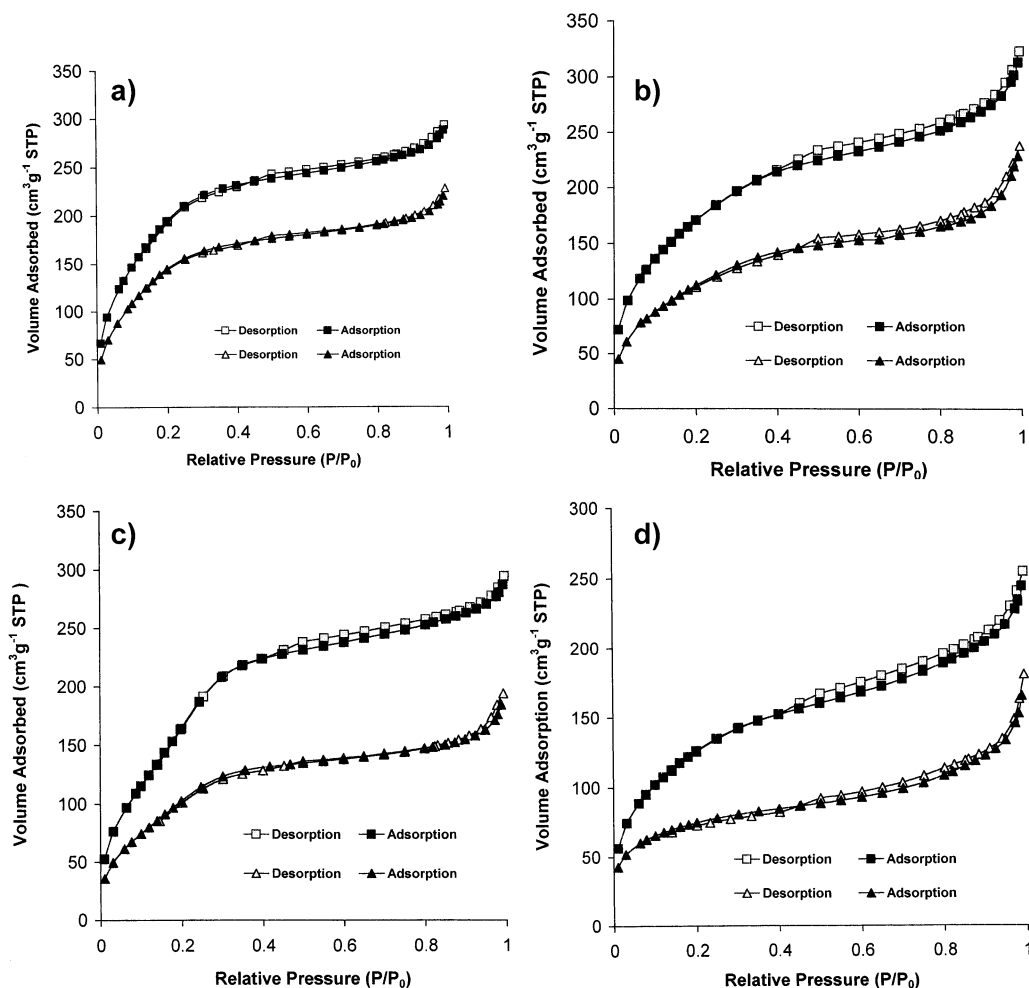 a)
350
300
250
200
150
100
50
0
Volume Adsorbed (cm³g⁻¹ STP)
Desorption Adsorption
Desorption Adsorption
0 0.2 0.4 0.6 0.8 1
Relative Pressure (P/P₀)
b)
350
300
250
200
150
100
50
0
Volume Adsorbed (cm³g⁻¹ STP)
Desorption Adsorption
Desorption Adsorption
0 0.2 0.4 0.6 0.8 1
Relative Pressure (P/P₀)
c)
350
300
250
200
150
100
50
0
Volume Adsorbed (cm³g⁻¹ STP )
Desorption Adsorption
Desorption Adsorption
0 0.2 0.4 0.6 0.8 1
Relative Pressure (P/P₀)
d)
300
250
200
150
100
50
0
Volume Adsorption (cm³g⁻¹ STP)
Desorption Adsorption
Desorption Adsorption
0 0.2 0.4 0.6 0.8 1
Relative Pressure (P/P₀)